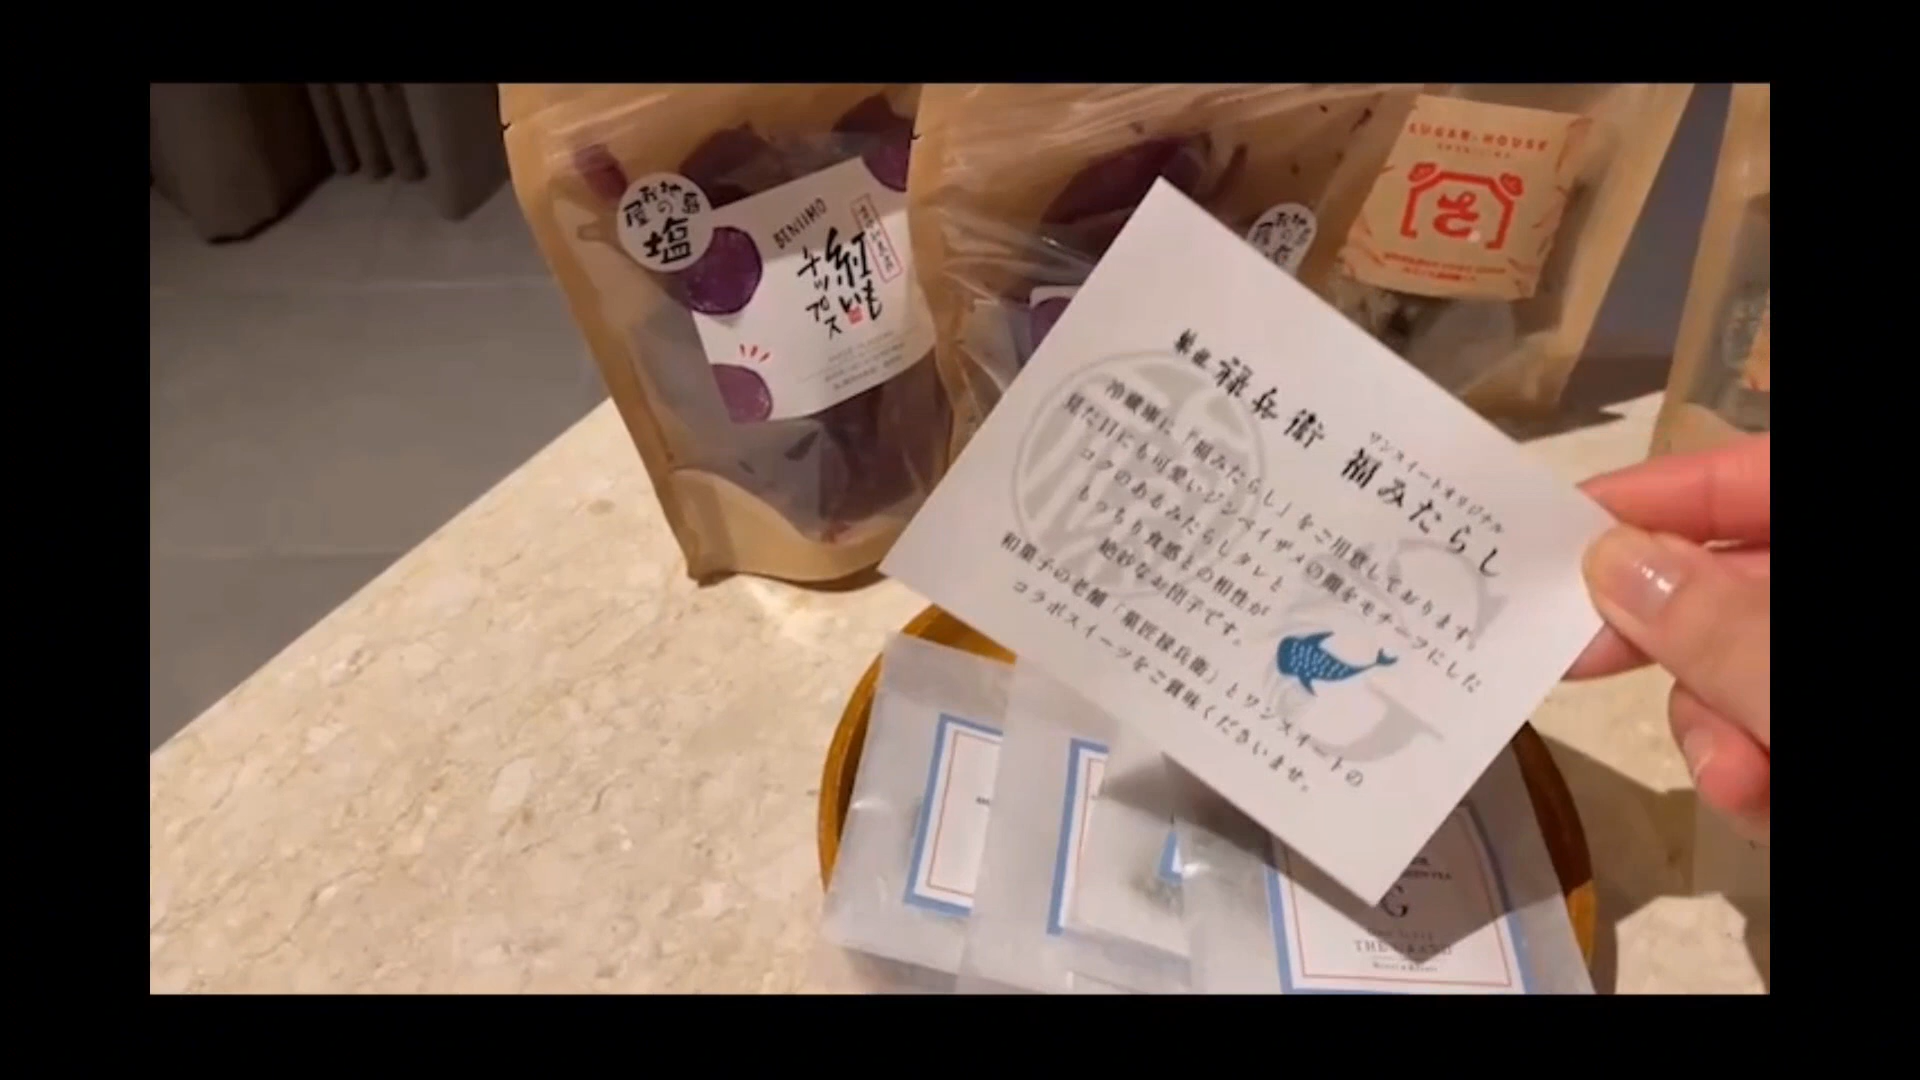 屋我地島の塩
BENIIMO
紅いも
チップス
SUGAR HOUSE
菓匠 禄兵衛 福みたらし
ワンスイートオリジナル
冷蔵庫に『福みたらし』をご用意しております。
見た目にも可愛いジンベイザメの顔をモチーフにした
コクのあるみたらしタレと
もっちり食感との相性が
絶妙なお団子です。
和菓子の老舗「菓匠禄兵衛」とワンスイートの
コラボスイーツをご賞味くださいませ。
G
THE GRAND